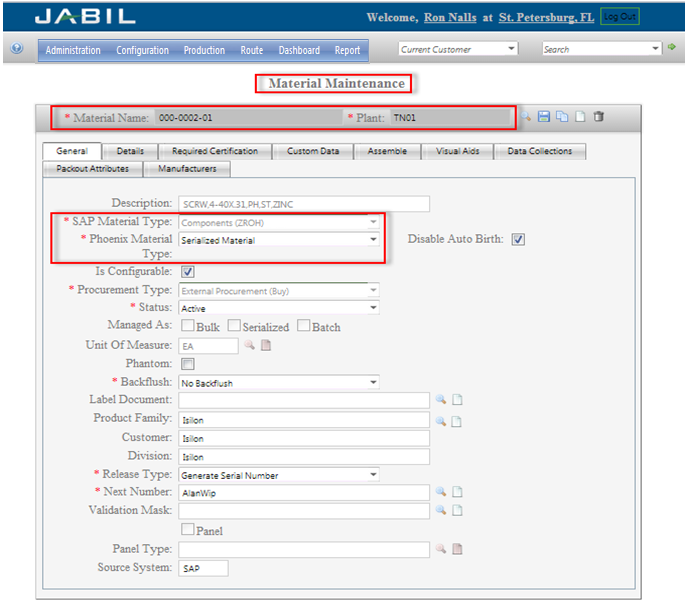 JABIL
Welcome, Ron Nalls at St. Petersburg, FL Log Out
Administration Configuration Production Route Dashboard Report Current Customer Search
Material Maintenance
* Material Name: 000-0002-01 * Plant: TN01
General Details Required Certification Custom Data Assemble Visual Aids Data Collections
Packout Attributes Manufacturers
Description: SCRW,4-40X.31,PH,ST,ZINC
* SAP Material Type: Components (ZROH)
* Phoenix Material Type: Serialized Material Disable Auto Birth:
Is Configurable:
* Procurement Type: External Procurement (Buy)
* Status: Active
Managed As: Bulk Serialized Batch
Unit Of Measure: EA
Phantom:
* Backflush: No Backflush
Label Document:
Product Family: Isilon
Customer: Isilon
Division: Isilon
* Release Type: Generate Serial Number
* Next Number: AlanWip
Validation Mask:
Panel
Panel Type:
Source System: SAP